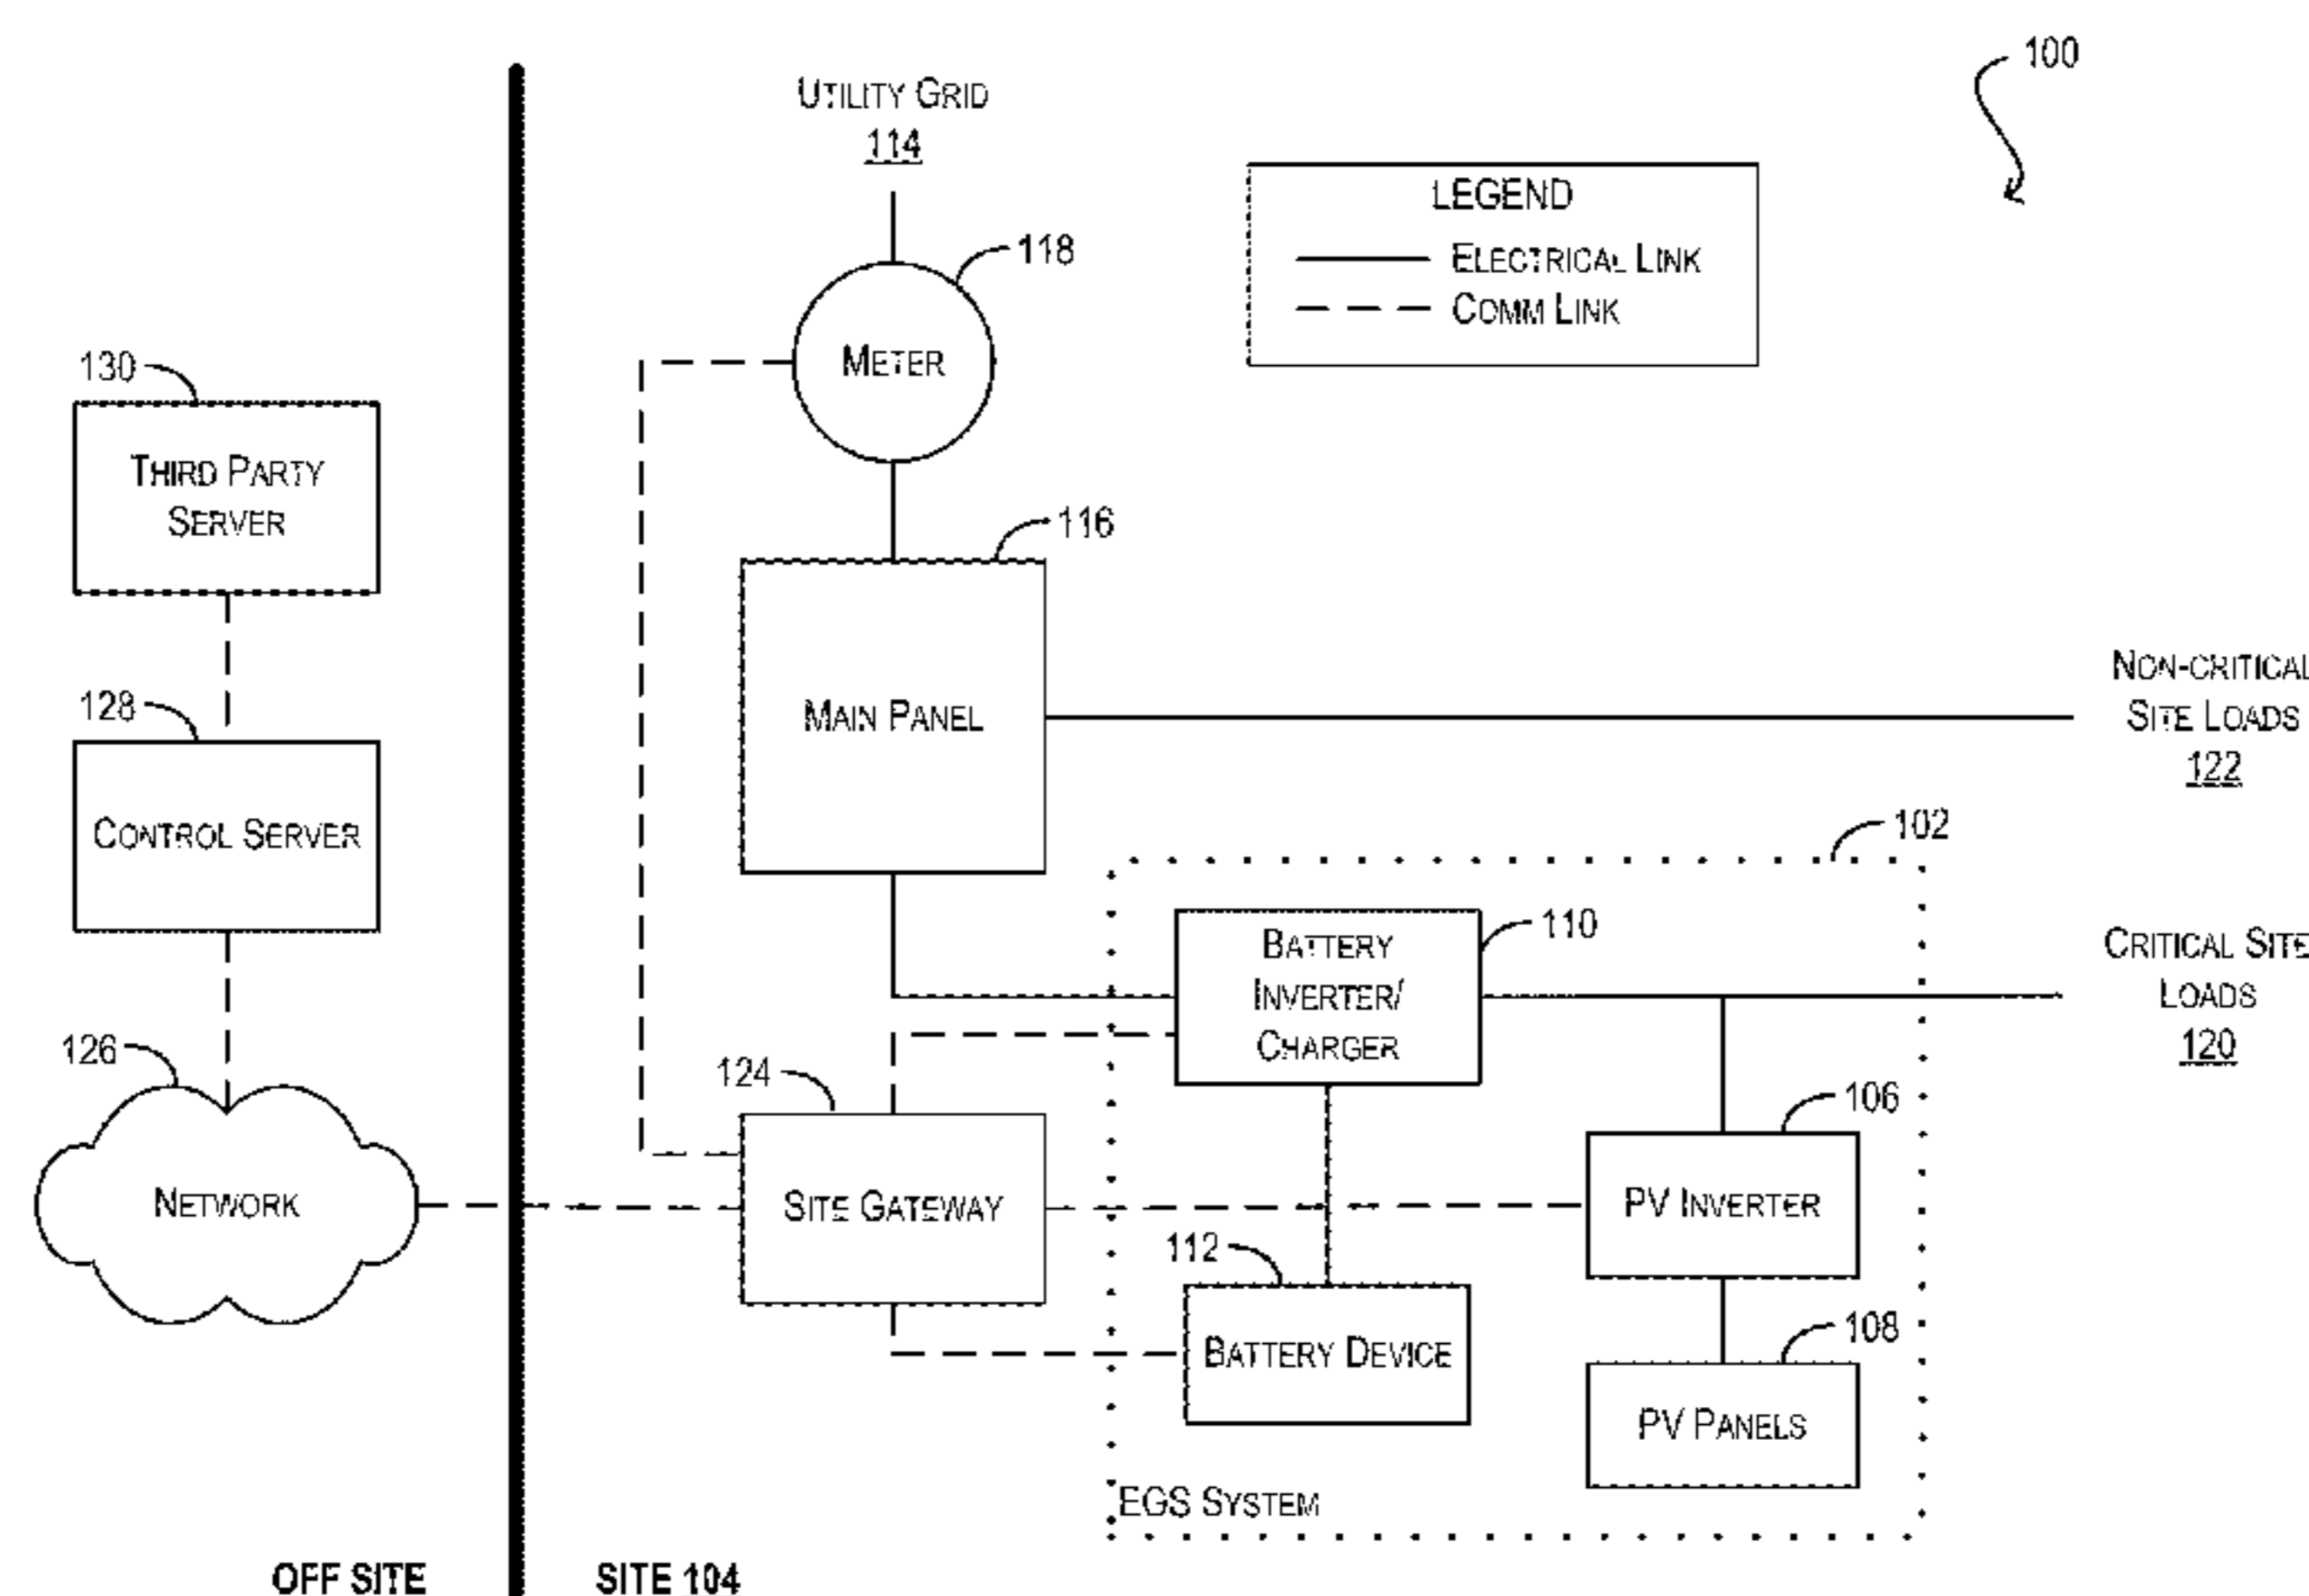 100
UTILITY GRID
114
LEGEND
ELECTRICAL LINK
COMM LINK
118
METER
130
THIRD PARTY
SERVER
116
MAIN PANEL
NON-CRITICAL
SITE LOADS
122
128
CONTROL SERVER
102
110
BATTERY
INVERTER/
CHARGER
CRITICAL SITE
LOADS
120
126
NETWORK
124
SITE GATEWAY
106
PV INVERTER
112
BATTERY DEVICE
108
PV PANELS
EGS SYSTEM
OFF SITE
SITE 104